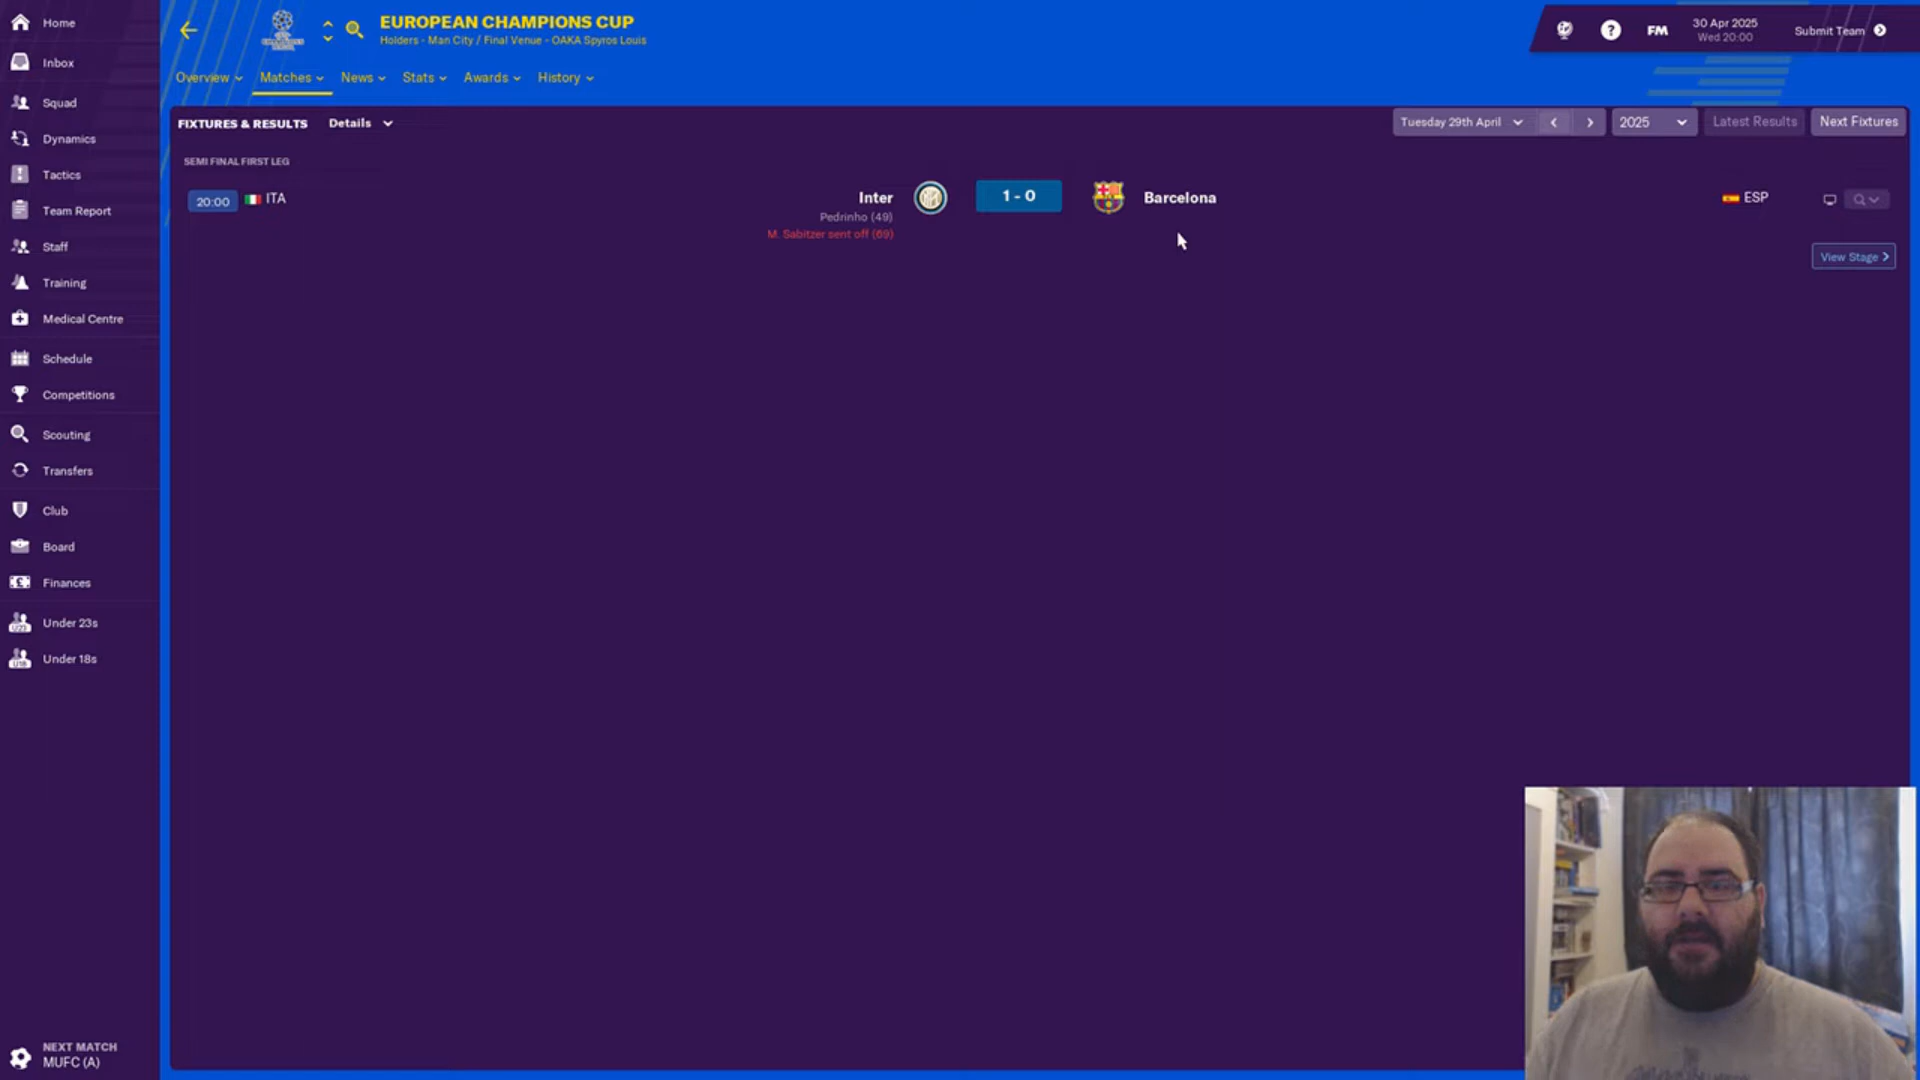 Home
Inbox
Squad
Dynamics
Tactics
Team Report
Staff
Training
Medical Centre
Schedule
Competitions
Scouting
Transfers
Club
Board
Finances
Under 23s
Under 18s
NEXT MATCH
MUFC (A)
EUROPEAN CHAMPIONS CUP
Holders - Man City / Final Venue - OAKA Spyros Louis
FM
30 Apr 2025
Wed 20:00
Submit Team
Overview Matches News Stats Awards History
FIXTURES & RESULTS Details
Tuesday 29th April 2025 Latest Results Next Fixtures
SEMI FINAL FIRST LEG
20:00 ITA Inter 1 - 0 Barcelona ESP
Pedrinho (49)
M. Sabitzer sent off (69)
View Stage